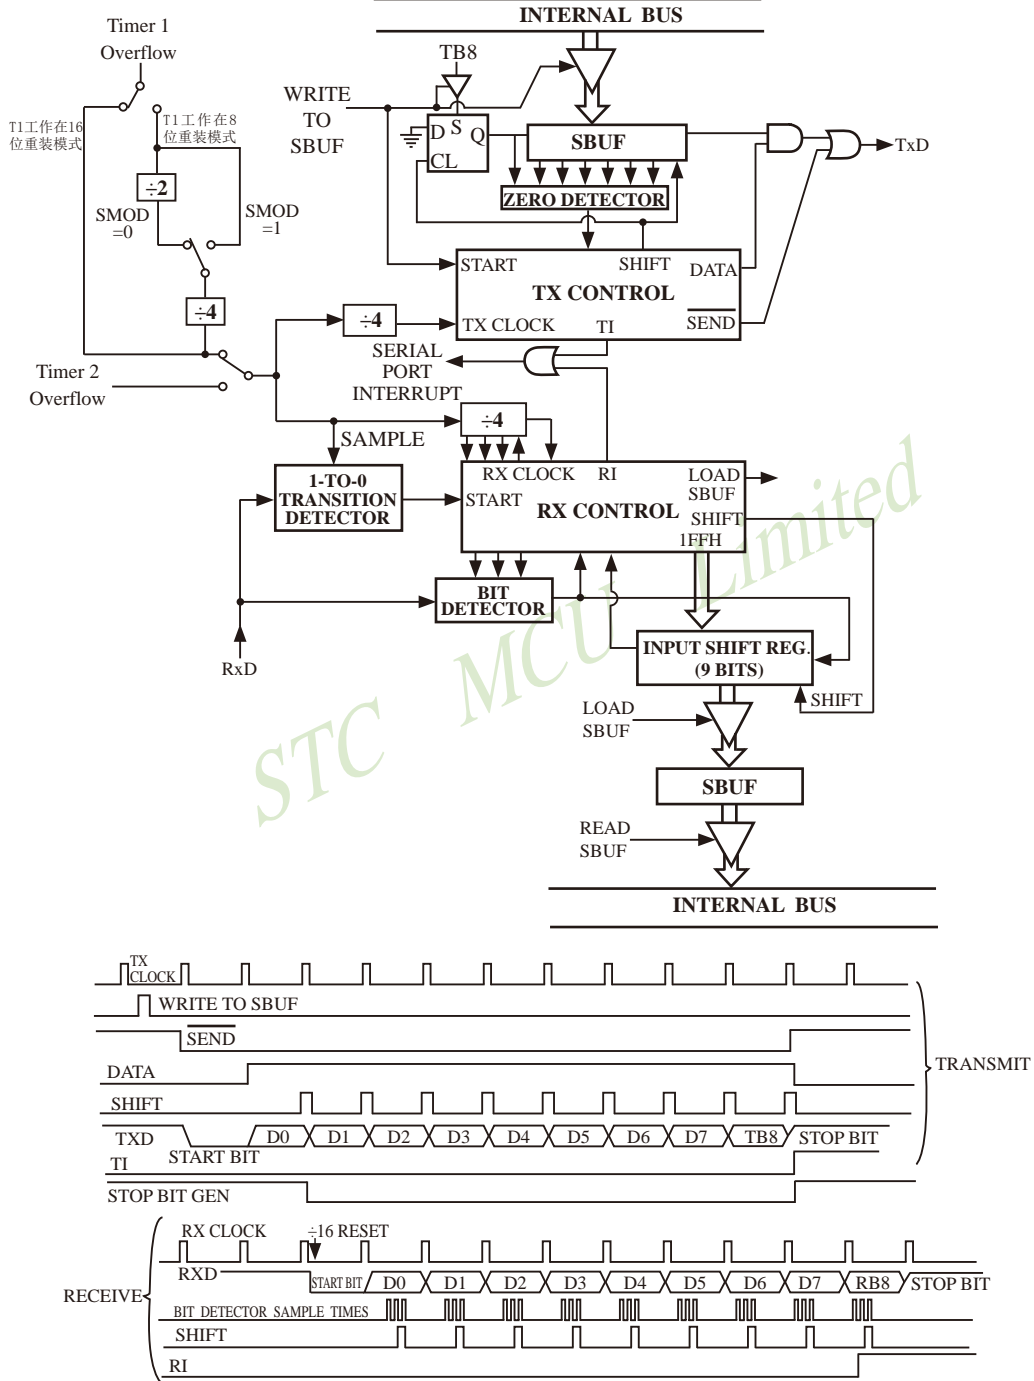 INTERNAL BUS
Timer 1
Overflow
TB8
WRITE
TO
SBUF
T1工作在16
位重装模式
T1工作在8
位重装模式
D
S
Q
CL
SBUF
TxD
÷2
ZERO DETECTOR
SMOD
=0
SMOD
=1
START
SHIFT
DATA
TX CONTROL
÷4
÷4
TX CLOCK
TI
SEND
SERIAL
PORT
INTERRUPT
Timer 2
Overflow
÷4
SAMPLE
1-TO-0
TRANSITION
DETECTOR
START
RX CLOCK
RI
LOAD
SBUF
RX CONTROL
SHIFT
1FFH
BIT
DETECTOR
RxD
INPUT SHIFT REG.
(9 BITS)
SHIFT
LOAD
SBUF
SBUF
READ
SBUF
INTERNAL BUS
STC MCU Limited
TX
CLOCK
WRITE TO SBUF
SEND
DATA
TRANSMIT
SHIFT
TXD
START BIT
D0
D1
D2
D3
D4
D5
D6
D7
TB8
STOP BIT
TI
STOP BIT GEN
RX CLOCK
÷16 RESET
RXD
START BIT
D0
D1
D2
D3
D4
D5
D6
D7
RB8
STOP BIT
RECEIVE
BIT DETECTOR SAMPLE TIMES
SHIFT
RI